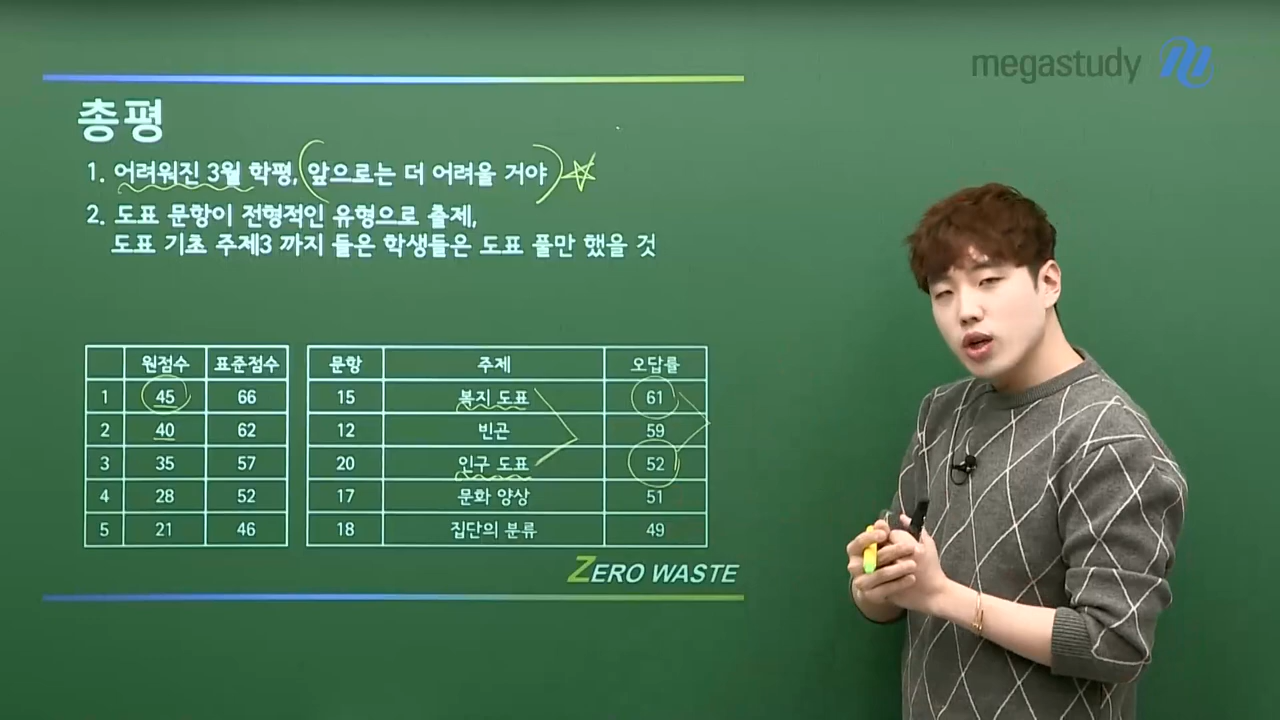 megastudy
총평
1. 어려워진 3월 학평, (앞으로는 더 어려울 거야)
2. 도표 문항이 전형적인 유형으로 출제,
도표 기초 주제3 까지 들은 학생들은 도표 풀만 했을 것
원점수 표준점수
1 45 66
2 40 62
3 35 57
4 28 52
5 21 46
문항 주제 오답률
15 복지 도표 61
12 빈곤 59
20 인구 도표 52
17 문화 양상 51
18 집단의 분류 49
ZERO WASTE